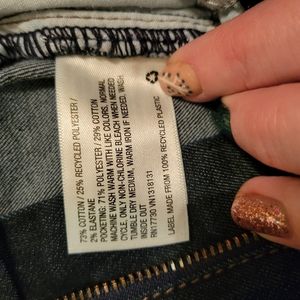 73% COTTON / 25% RECYCLED POLYESTER /
2% ELASTANE
POCKETING: 71% POLYESTER / 29% COTTON
MACHINE WASH WARM WITH LIKE COLORS, NORMAL
CYCLE, ONLY NON-CHLORINE BLEACH WHEN NEEDED,
TUMBLE DRY MEDIUM, WARM IRON IF NEEDED, WASH
INSIDE OUT
RN17730 VN1318131
LABEL MADE FROM 100% RECYCLED PLASTIC